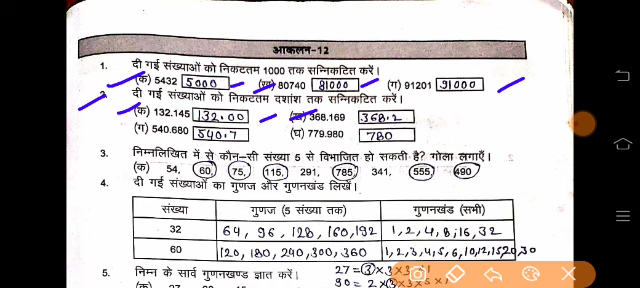 आकलन-12
1. दी गई संख्याओं को निकटतम 1000 तक सन्निकटित करें।
(क) 5432 5000 (ख) 80740 81000 (ग) 91201 91000
2. दी गई संख्याओं को निकटतम दशांश तक सन्निकटित करें।
(क) 132.145 132.00 (ख) 368.169 368.2
(ग) 540.680 540.7 (घ) 779.980 780
3. निम्नलिखित में से कौन-सी संख्या 5 से विभाजित हो सकती है? गोला लगाएँ।
(क) 54, 60, 75, 115, 291, 785, 341, 555, 490
4. दी गई संख्याओं का गुणज और गुणनखंड लिखें।
संख्या गुणज (5 संख्या तक) गुणनखंड (सभी)
32 64, 96, 128, 160, 192 1, 2, 4, 8, 16, 32
60 120, 180, 240, 300, 360 1, 2, 3, 4, 5, 6, 10, 12, 15, 20, 30
5. निम्न के सार्व गुणनखण्ड ज्ञात करें।
27 = 3 × 3 × 3 × 1